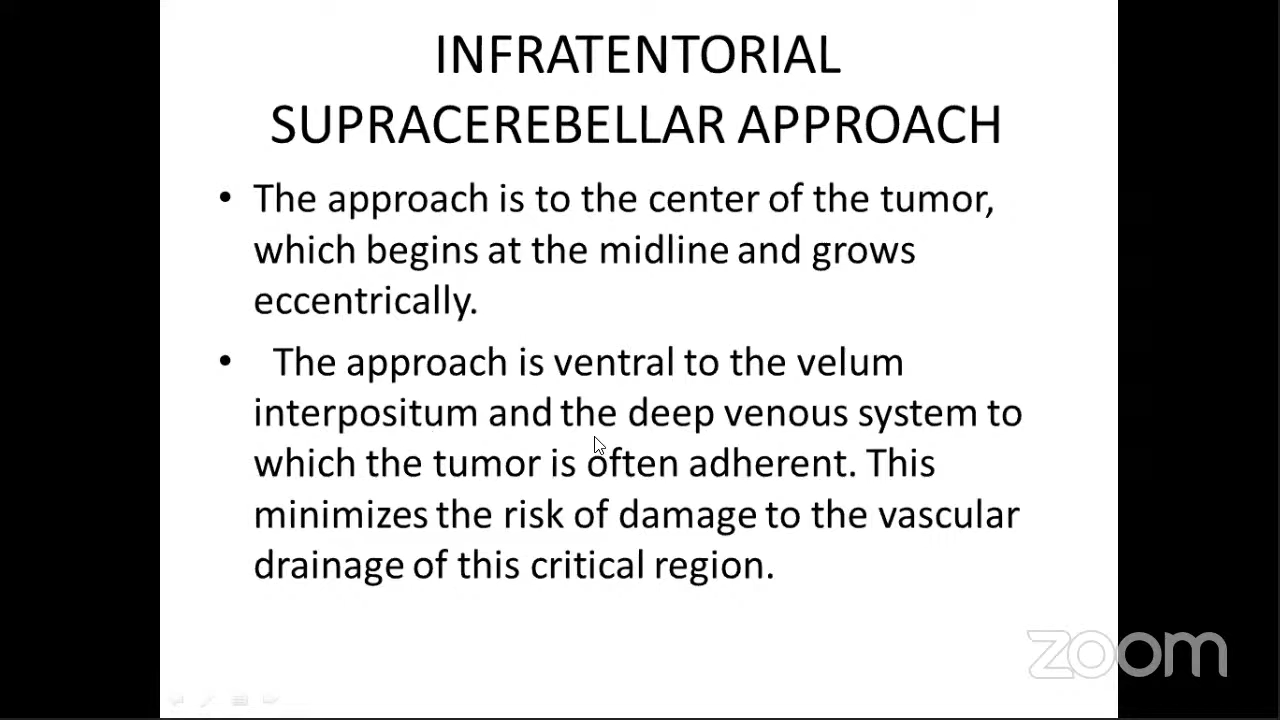 INFRATENTORIAL
SUPRACEREBELLAR APPROACH
• The approach is to the center of the tumor,
which begins at the midline and grows
eccentrically.
• The approach is ventral to the velum
interpositum and the deep venous system to
which the tumor is often adherent. This
minimizes the risk of damage to the vascular
drainage of this critical region.
zoom